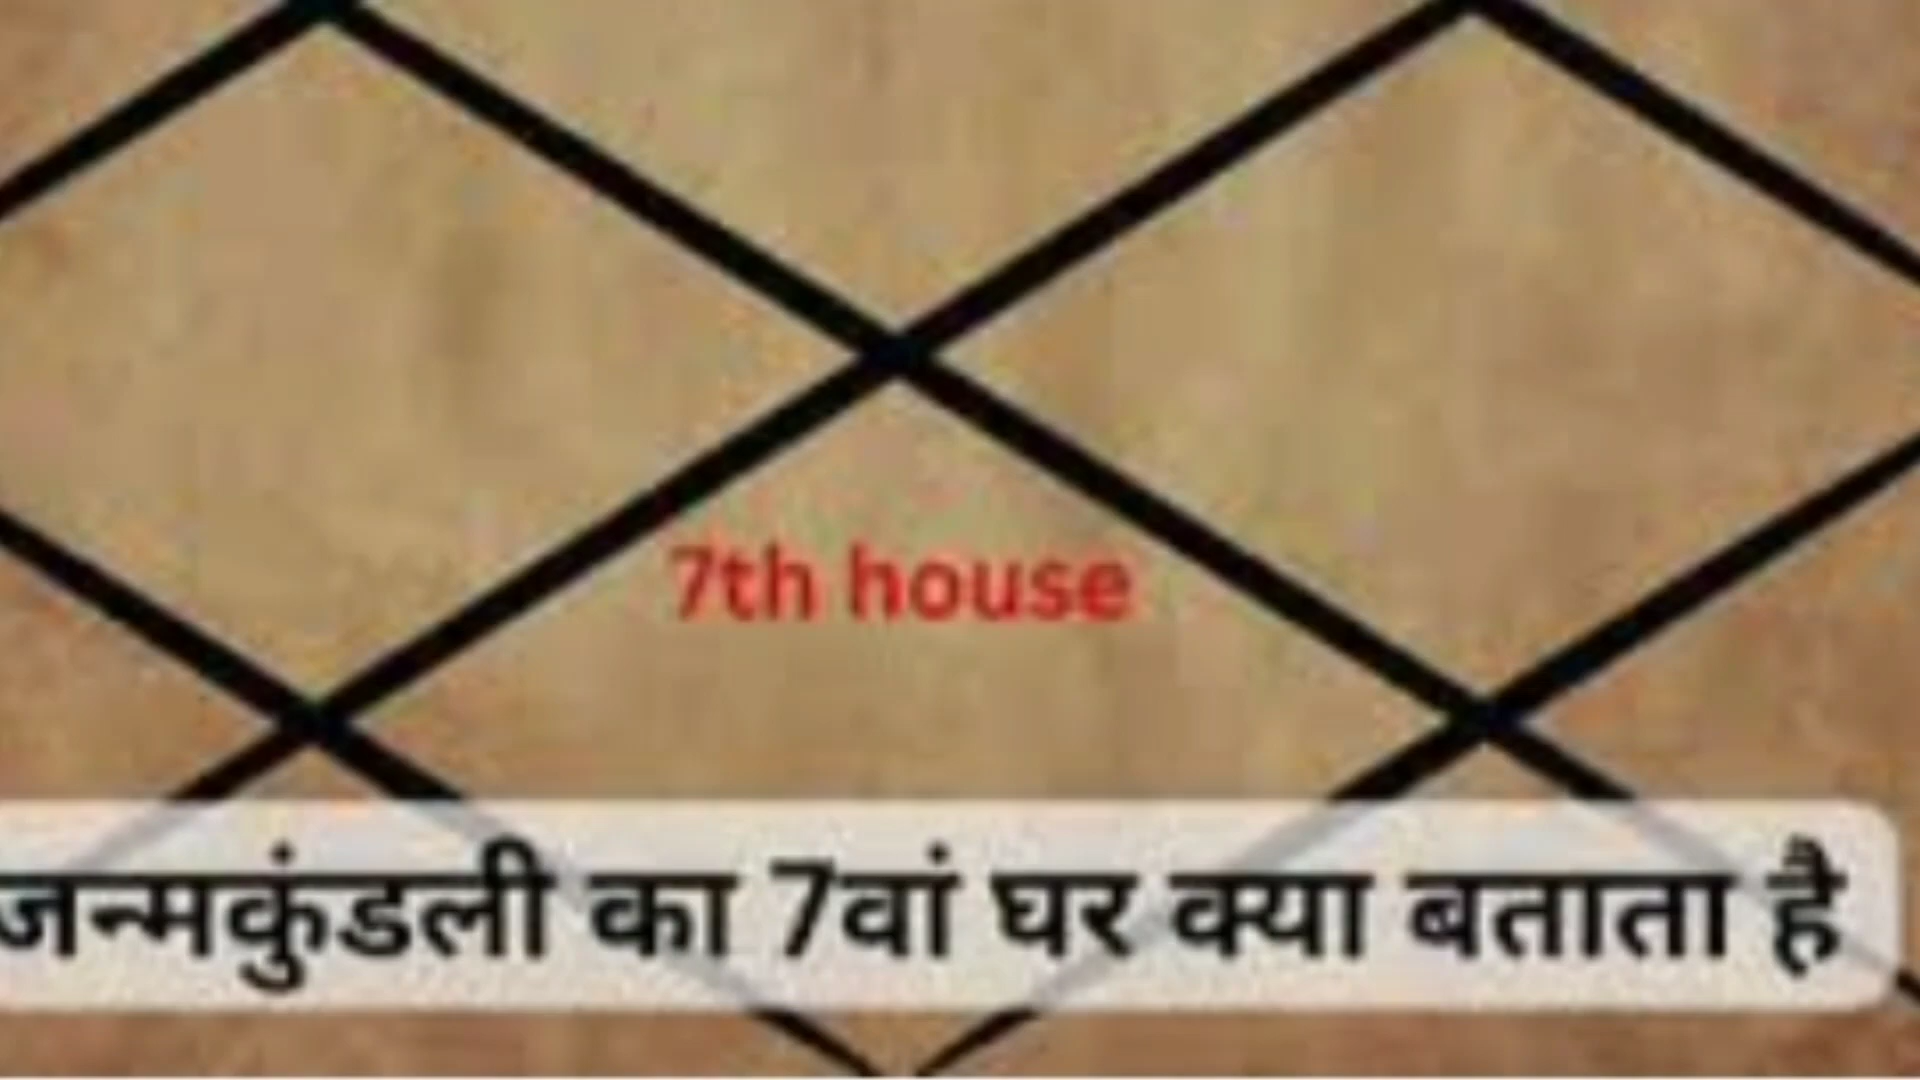 7th house
जन्मकुंडली का 7वां घर क्या बताता है